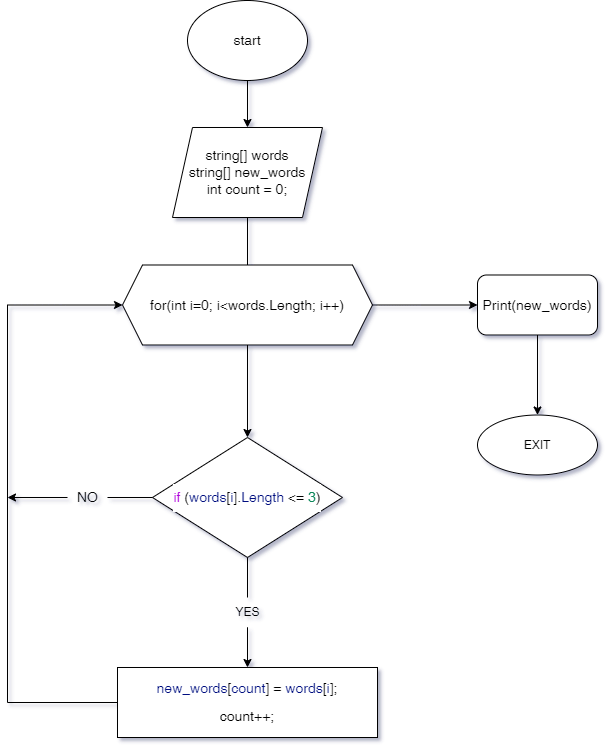 start
string[] words
string[] new_words
int count = 0;
for(int i=0; i<words.Length; i++)
Print(new_words)
EXIT
if (words[i].Length <= 3)
NO
YES
new_words[count] = words[i];
count++;